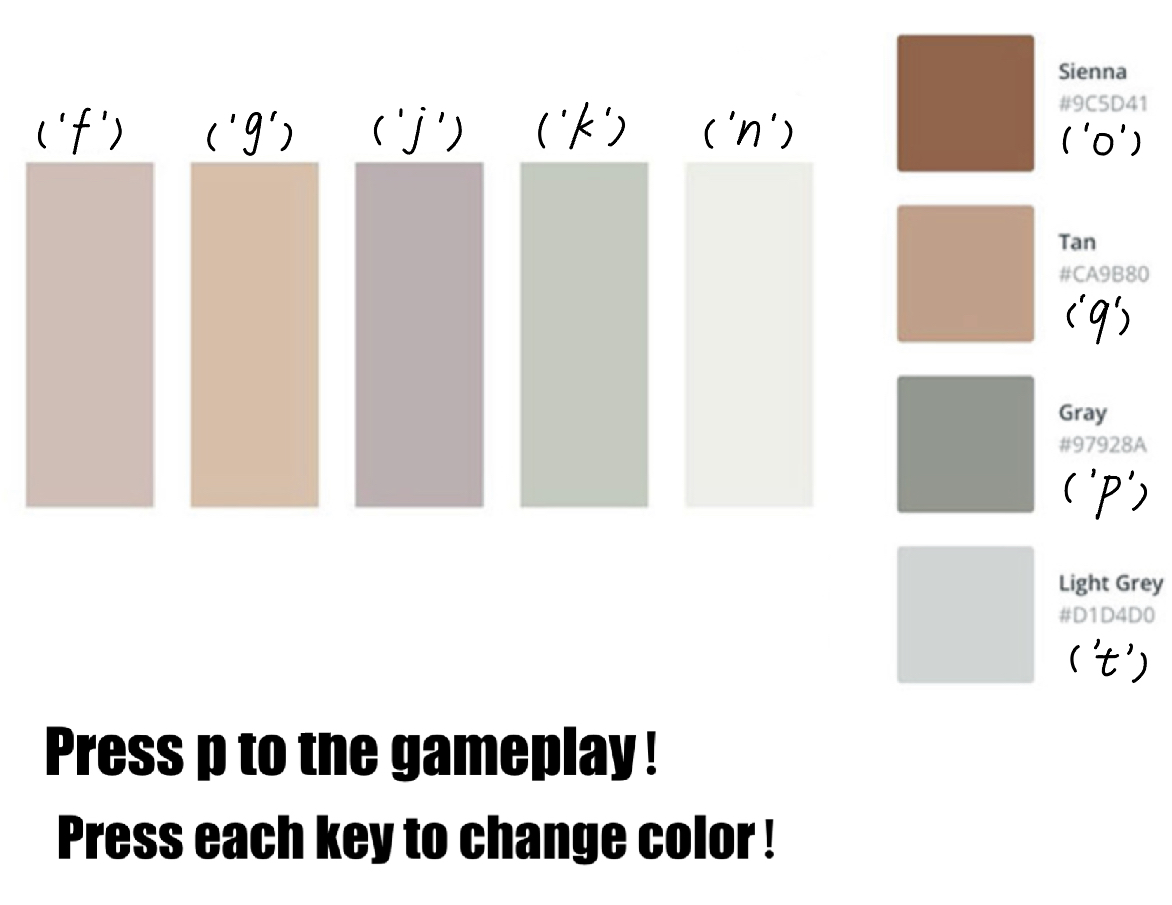 ('f') ('g') ('j') ('k') ('n')
Sienna
#9C5D41
('o')
Tan
#CA9B80
('q')
Gray
#97928A
('p')
Light Grey
#D1D4D0
('t')
Press p to the gameplay!
Press each key to change color!